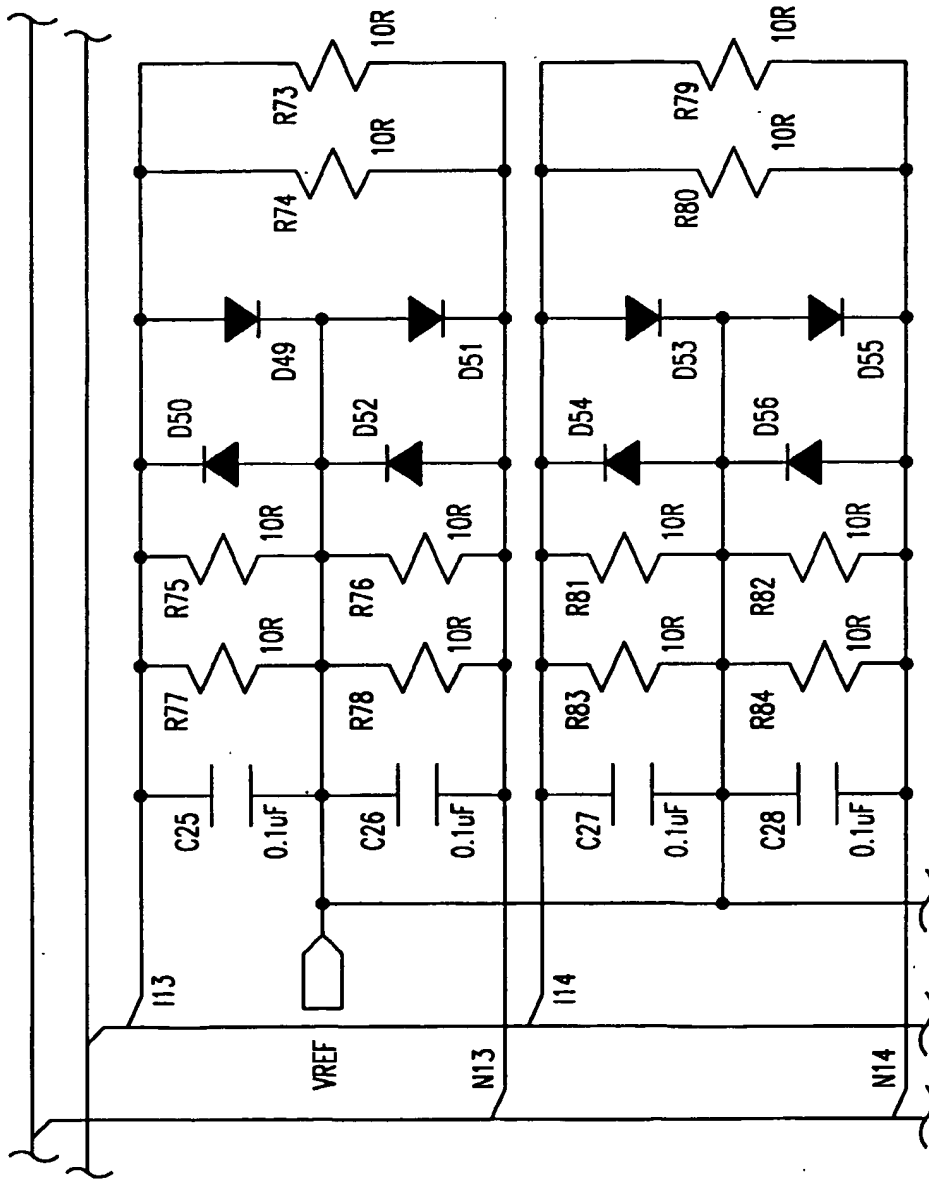 R73
10R
R74
10R
D49
D51
D50
D52
R75
10R
R76
10R
R77
10R
R78
10R
C25
0.1uF
C26
0.1uF
I13
VREF
N13
R79
10R
R80
10R
D53
D55
D54
D56
R81
10R
R82
10R
R83
10R
R84
10R
C27
0.1uF
C28
0.1uF
I14
N14